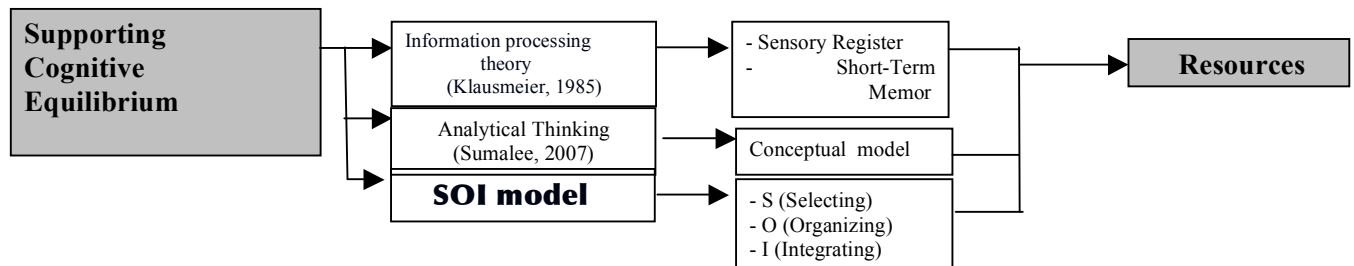 Supporting
Cognitive
Equilibrium
Information processing
theory
(Klausmeier, 1985)
- Sensory Register
- Short-Term
Memor
Resources
Analytical Thinking
(Sumalee, 2007)
Conceptual model
SOI model
- S (Selecting)
- O (Organizing)
- I (Integrating)